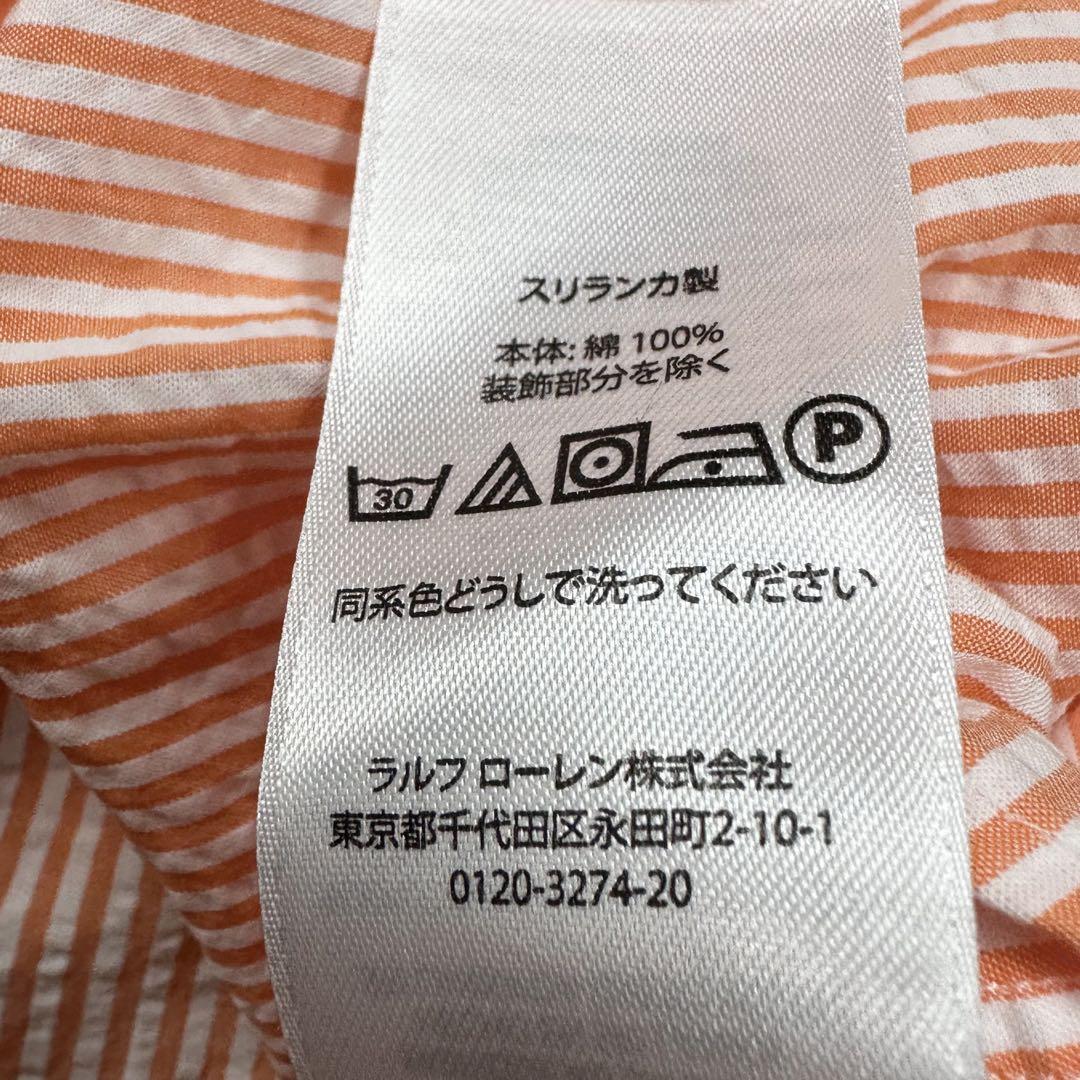 スリランカ製
本体: 綿 100%
装飾部分を除く
30 P
同系色どうしで洗ってください
ラルフ ローレン株式会社
東京都千代田区永田町2-10-1
0120-3274-20